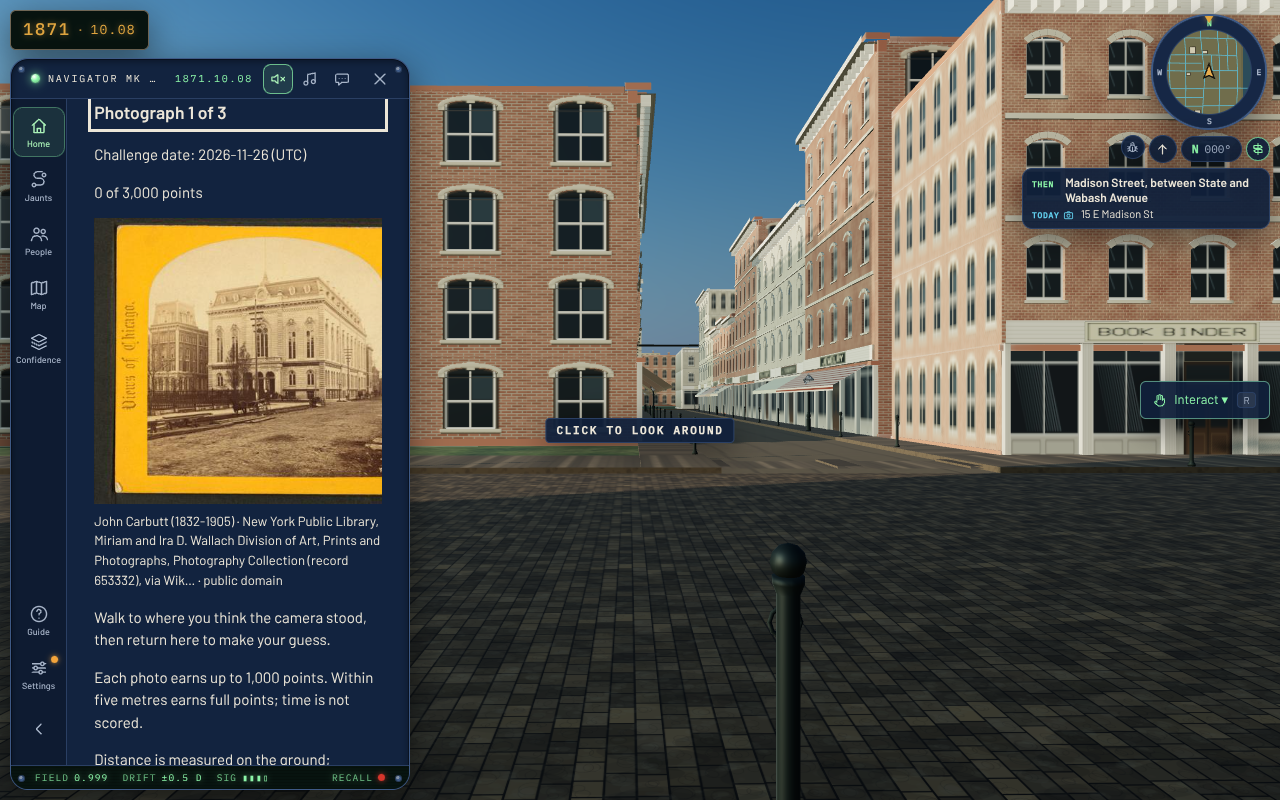 1871 · 10.08
NAVIGATOR MK …
1871.10.08
Home
Jaunts
People
Map
Confidence
Guide
Settings
Photograph 1 of 3
Challenge date: 2026-11-26 (UTC)
0 of 3,000 points
Views of Chicago.
John Carbutt (1832-1905) · New York Public Library,
Miriam and Ira D. Wallach Division of Art, Prints and
Photographs, Photography Collection (record
653332), via Wik... · public domain
Walk to where you think the camera stood,
then return here to make your guess.
Each photo earns up to 1,000 points. Within
five metres earns full points; time is not
scored.
Distance is measured on the ground;
FIELD 0.999 DRIFT ±0.5 D SIG
RECALL
CLICK TO LOOK AROUND
BOOK BINDER
N
W
E
S
N 000°
THEN Madison Street, between State and
Wabash Avenue
TODAY 15 E Madison St
Interact ▾ R